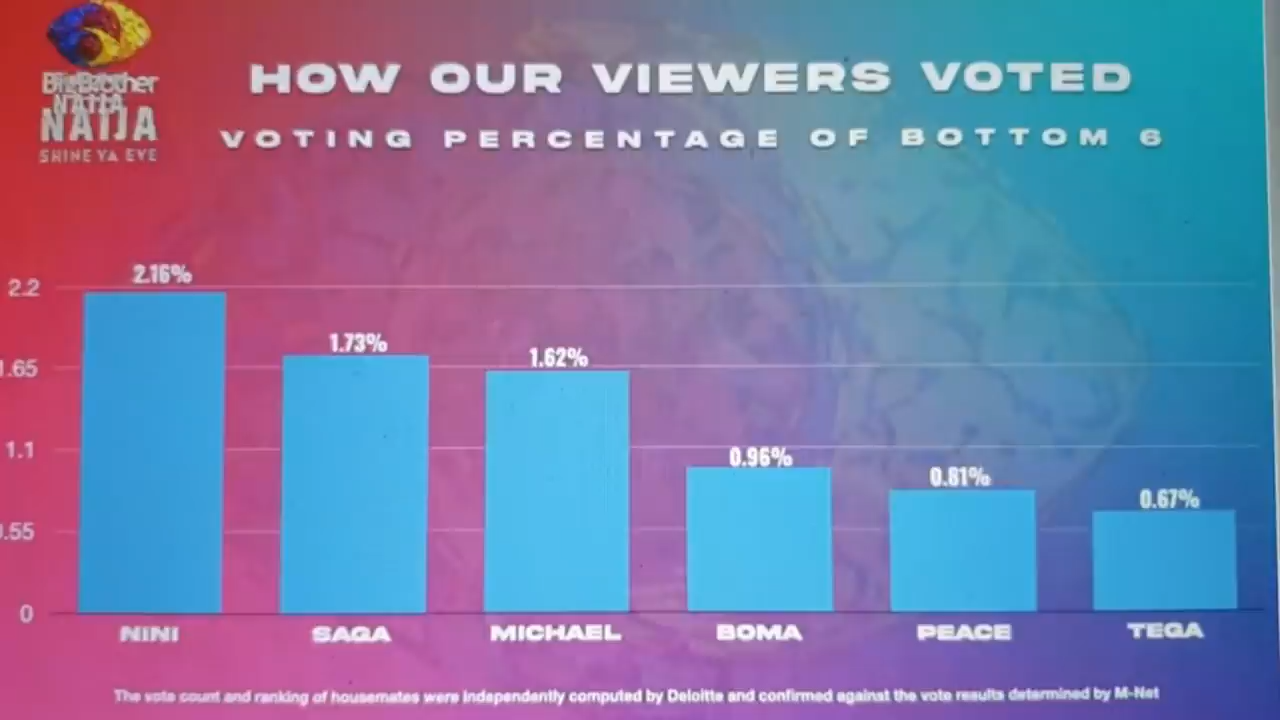 NAIJA
SHINE YA EYE
HOW OUR VIEWERS VOTED
VOTING PERCENTAGE OF BOTTOM 6
2.16%
2.2
1.73%
1.65
1.62%
1.1
0.96%
0.81%
0.67%
0.55
0
NINI
SAGA
MICHAEL
BOMA
PEACE
TEGA
The vote count and ranking of housemates were independently computed by Deloitte and confirmed against the vote results determined by M-Net